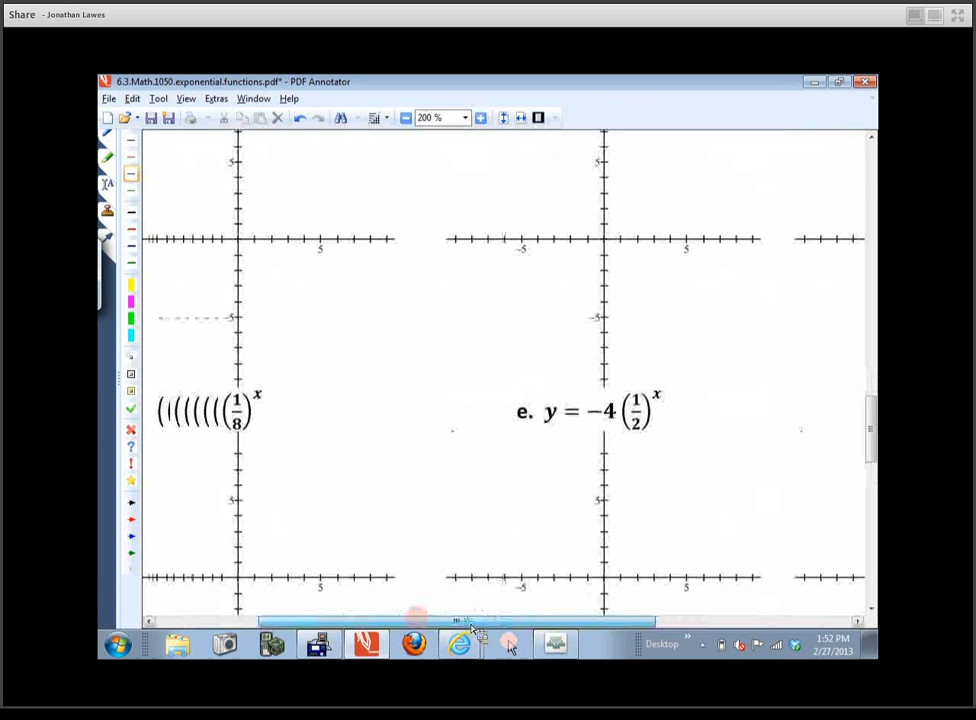 Share - Jonathan Lawes
6.3.Math.1050.exponential.functions.pdf* - PDF Annotator
File Edit Tool View Extras Window Help
200 %
5 5
5 -5 5
-5 -5
((((((((1/8)^x
e. y = -4(1/2)^x
5 5
5 -5 5
Desktop
1:52 PM
2/27/2013